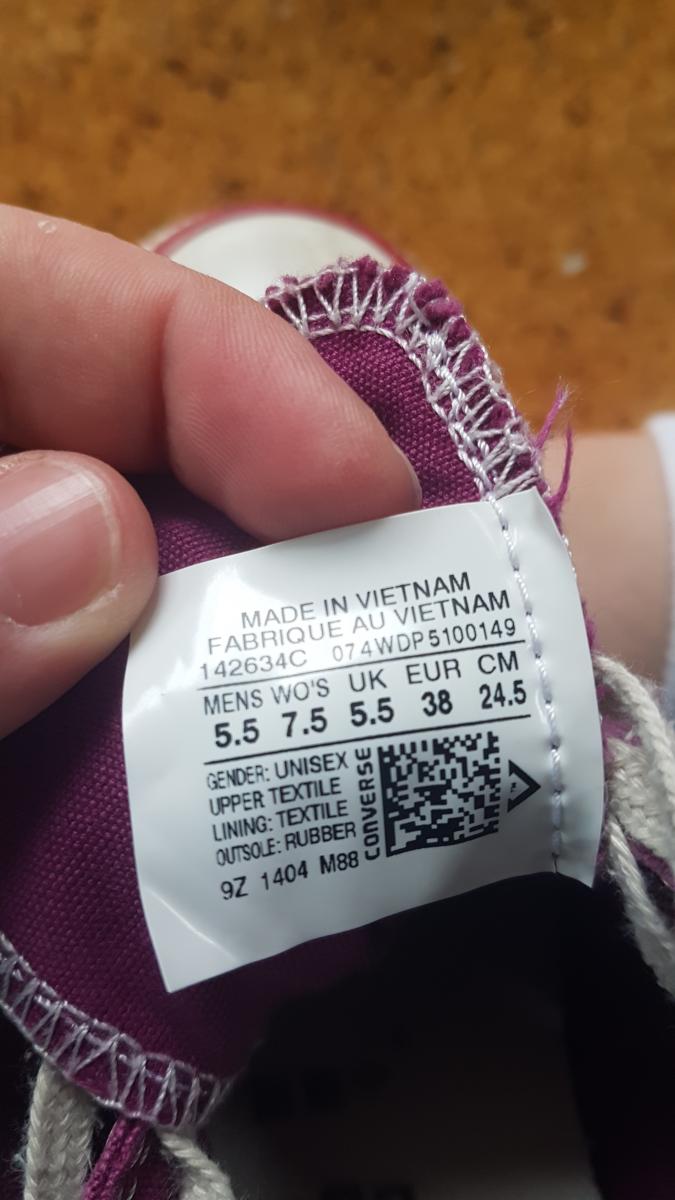 MADE IN VIETNAM
FABRIQUE AU VIETNAM
142634C 074WDP5100149
MENS WO'S UK EUR CM
5.5 7.5 5.5 38 24.5
GENDER: UNISEX
UPPER TEXTILE
LINING: TEXTILE
OUTSOLE: RUBBER
CONVERSE
9Z 1404 M88